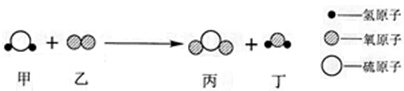 + +
甲 乙 丙 丁
氢原子
氧原子
硫原子